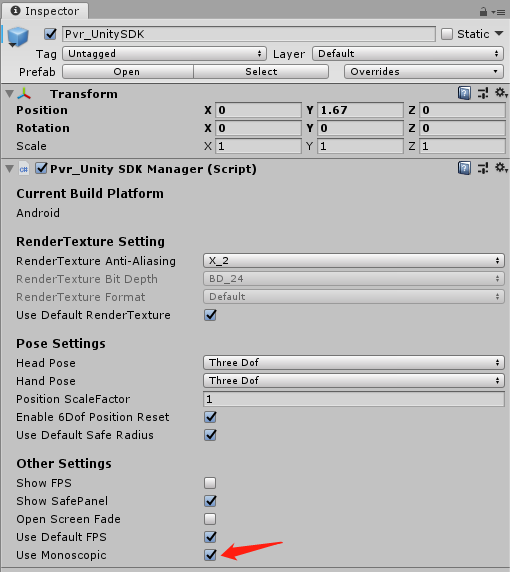 Inspector
Pvr_UnitySDK Static
Tag Untagged Layer Default
Prefab Open Select Overrides
Transform
Position X 0 Y 1.67 Z 0
Rotation X 0 Y 0 Z 0
Scale X 1 Y 1 Z 1
Pvr_Unity SDK Manager (Script)
Current Build Platform
Android
RenderTexture Setting
RenderTexture Anti-Aliasing X_2
RenderTexture Bit Depth BD_24
RenderTexture Format Default
Use Default RenderTexture
Pose Settings
Head Pose Three Dof
Hand Pose Three Dof
Position ScaleFactor 1
Enable 6Dof Position Reset
Use Default Safe Radius
Other Settings
Show FPS
Show SafePanel
Open Screen Fade
Use Default FPS
Use Monoscopic